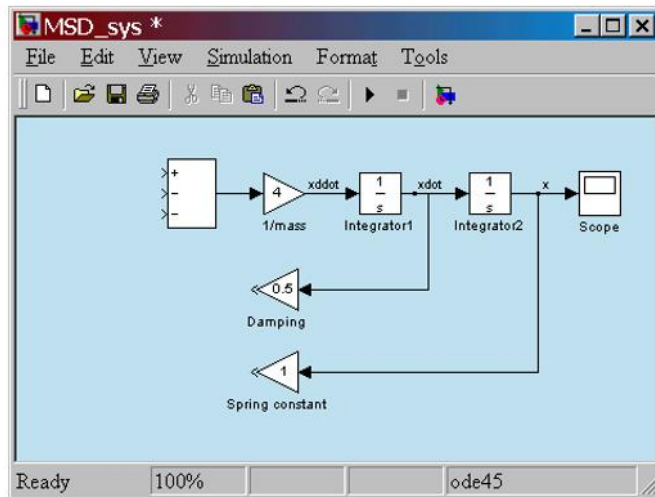 MSD_sys *
File Edit View Simulation Format Tools
+
−
−
4
xddot
1
s
xdot
1
s
x
1/mass
Integrator1
Integrator2
Scope
0.5
Damping
1
Spring constant
Ready 100% ode45